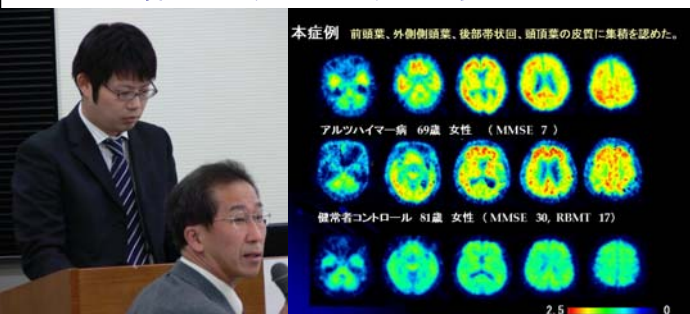 本症例 前頭葉、外側側頭葉、後部帯状回、頭頂葉の皮質に集積を認めた。
アルツハイマー病 69歳 女性 （MMSE 7）
健常者コントロール 81歳 女性（MMSE 30, RBMT 17）
2.5 0